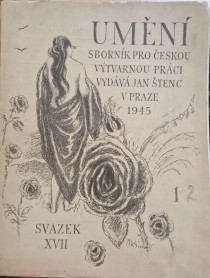 UMĚNÍ
SBORNÍK PRO ČESKOU
VÝTVARNOU PRÁCI
VYDÁVÁ JAN ŠTENC
V PRAZE
1945
1 2
SVAZEK
XVII